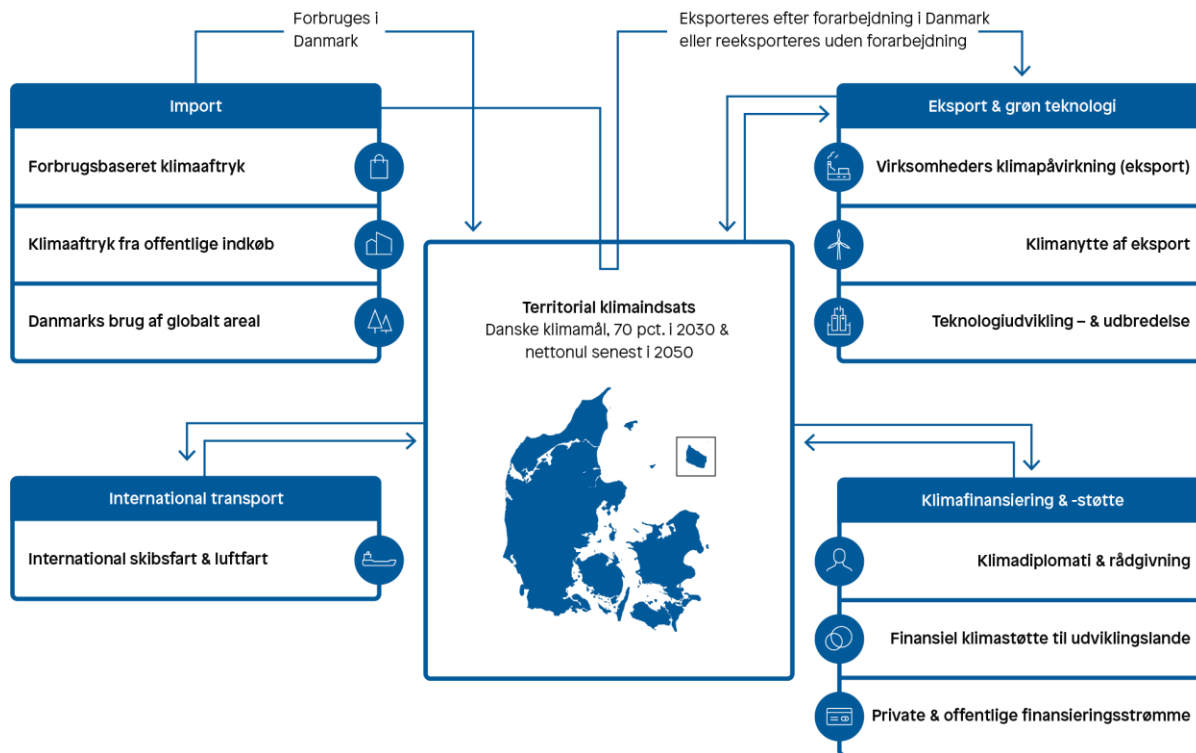 Forbruges i
Danmark
Eksporteres efter forarbejdning i Danmark
eller reeksporteres uden forarbejdning
Import
Forbrugsbaseret klimaaftryk
Klimaaftryk fra offentlige indkøb
Danmarks brug af globalt areal
Eksport & grøn teknologi
Virksomheders klimapåvirkning (eksport)
Klimanytte af eksport
Teknologiudvikling – & udbredelse
Territorial klimaindsats
Danske klimamål, 70 pct. i 2030 &
nettonul senest i 2050
International transport
International skibsfart & luftfart
Klimafinansiering & -støtte
Klimadiplomati & rådgivning
Finansiel klimastøtte til udviklingslande
Private & offentlige finansieringsstrømme